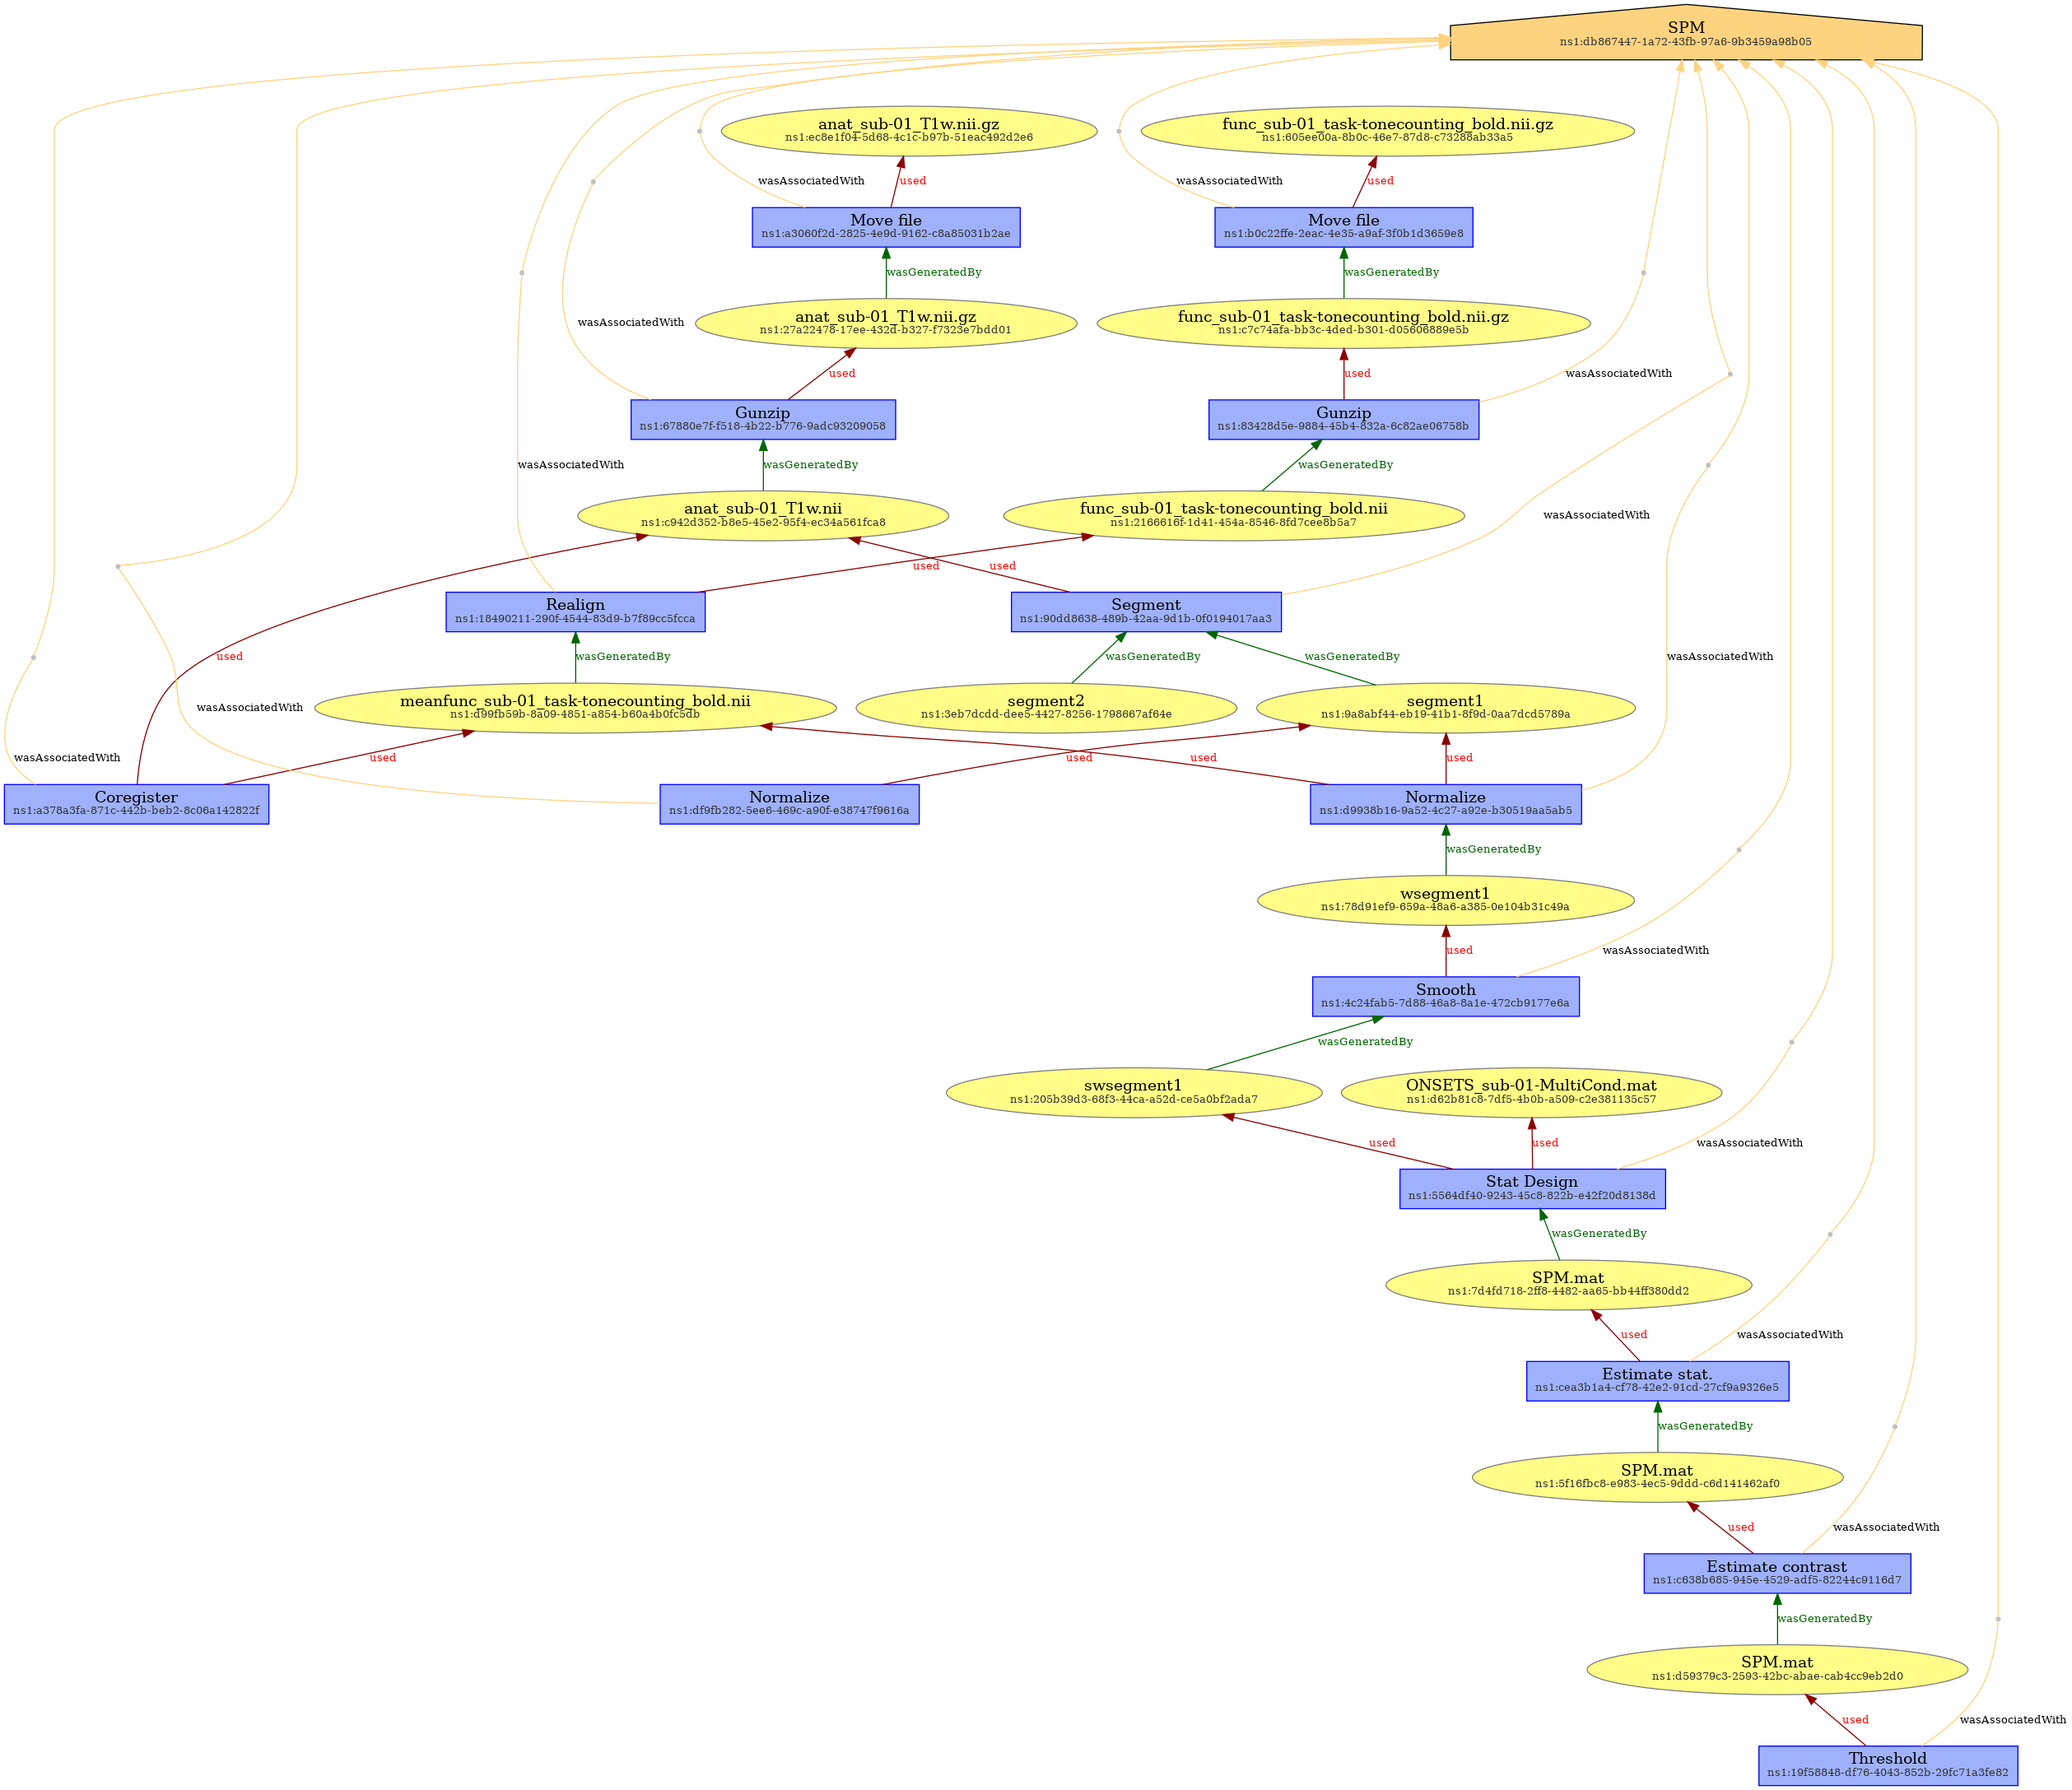 SPM
ns1:db867447-1a72-43fb-97a6-9b3459a98b05
anat_sub-01_T1w.nii.gz
ns1:ec8e1f04-5d68-4c1c-b97b-51eac492d2e6
func_sub-01_task-tonecounting_bold.nii.gz
ns1:605ee00a-8b0c-46e7-87d8-c73288ab33a5
wasAssociatedWith
used
wasAssociatedWith
used
Move file
ns1:a3060f2d-2825-4e9d-9162-c8a85031b2ae
Move file
ns1:b0c22ffe-2eac-4e35-a9af-3f0b1d3659e8
wasGeneratedBy
wasGeneratedBy
wasAssociatedWith
anat_sub-01_T1w.nii.gz
ns1:27a22478-17ee-432d-b327-f7323e7bdd01
func_sub-01_task-tonecounting_bold.nii.gz
ns1:c7c74afa-bb3c-4ded-b301-d05606889e5b
used
used
wasAssociatedWith
Gunzip
ns1:67880e7f-f518-4b22-b776-9adc93209058
Gunzip
ns1:83428d5e-9884-45b4-832a-6c82ae06758b
wasAssociatedWith
wasGeneratedBy
wasGeneratedBy
anat_sub-01_T1w.nii
ns1:c942d352-b8e5-45e2-95f4-ec34a561fca8
func_sub-01_task-tonecounting_bold.nii
ns1:2166616f-1d41-454a-8546-8fd7cee8b5a7
wasAssociatedWith
used
used
Realign
ns1:18490211-290f-4544-83d9-b7f89cc5fcca
Segment
ns1:90dd8638-489b-42aa-9d1b-0f0194017aa3
used
wasGeneratedBy
wasGeneratedBy
wasGeneratedBy
wasAssociatedWith
wasAssociatedWith
meanfunc_sub-01_task-tonecounting_bold.nii
ns1:d99fb59b-8a09-4851-a854-b60a4b0fc5db
segment2
ns1:3eb7dcdd-dee5-4427-8256-1798667af64e
segment1
ns1:9a8abf44-eb19-41b1-8f9d-0aa7dcd5789a
wasAssociatedWith
used
used
used
used
Coregister
ns1:a378a3fa-871c-442b-beb2-8c06a142822f
Normalize
ns1:df9fb282-5ee6-469c-a90f-e38747f9616a
Normalize
ns1:d9938b16-9a52-4c27-a92e-b30519aa5ab5
wasGeneratedBy
wsegment1
ns1:78d91ef9-659a-48a6-a385-0e104b31c49a
used
wasAssociatedWith
Smooth
ns1:4c24fab5-7d88-46a8-8a1e-472cb9177e6a
wasGeneratedBy
swsegment1
ns1:205b39d3-68f3-44ca-a52d-ce5a0bf2ada7
ONSETS_sub-01-MultiCond.mat
ns1:d62b81c8-7df5-4b0b-a509-c2e381135c57
used
used
wasAssociatedWith
Stat Design
ns1:5564df40-9243-45c8-822b-e42f20d8138d
wasGeneratedBy
SPM.mat
ns1:7d4fd718-2ff8-4482-aa65-bb44ff380dd2
used
wasAssociatedWith
Estimate stat.
ns1:cea3b1a4-cf78-42e2-91cd-27cf9a9326e5
wasGeneratedBy
SPM.mat
ns1:5f16fbc8-e983-4ec5-9ddd-c6d141462af0
used
wasAssociatedWith
Estimate contrast
ns1:c638b685-945e-4529-adf5-82244c9116d7
wasGeneratedBy
SPM.mat
ns1:d59379c3-2593-42bc-abae-cab4cc9eb2d0
used
wasAssociatedWith
Threshold
ns1:19f58848-df76-4043-852b-29fc71a3fe82